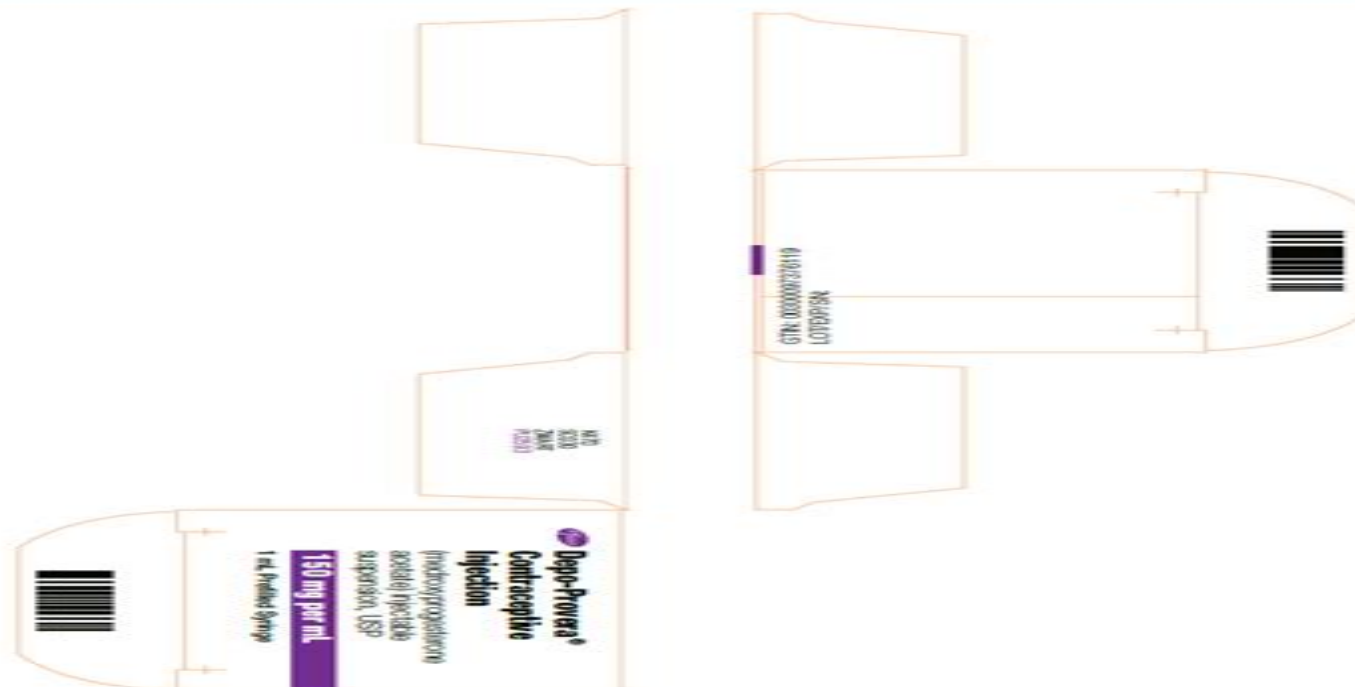 Depo-Provera®
Contraceptive
Injection
(medroxyprogesterone
acetate) injectable
suspension, USP
150 mg per mL
1 mL Prefilled Syringe
GTIN:
LOT/EXP/SN: